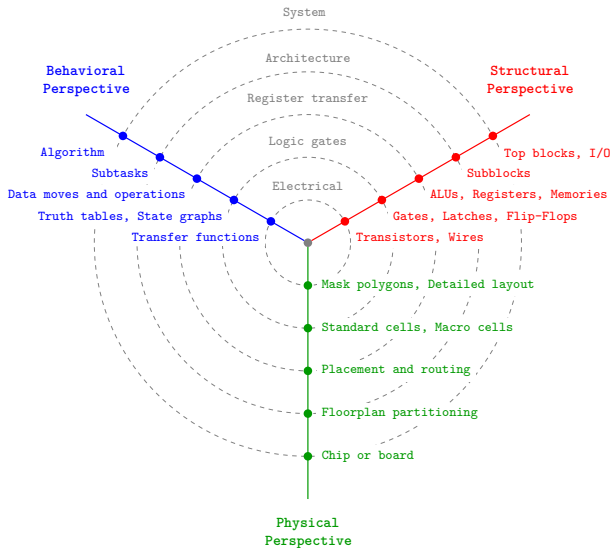 System
Architecture
Behavioral
Perspective
Structural
Perspective
Register transfer
Logic gates
Electrical
Algorithm
Subtasks
Data moves and operations
Truth tables, State graphs
Transfer functions
Top blocks, I/O
Subblocks
ALUs, Registers, Memories
Gates, Latches, Flip-Flops
Transistors, Wires
Mask polygons, Detailed layout
Standard cells, Macro cells
Placement and routing
Floorplan partitioning
Chip or board
Physical
Perspective